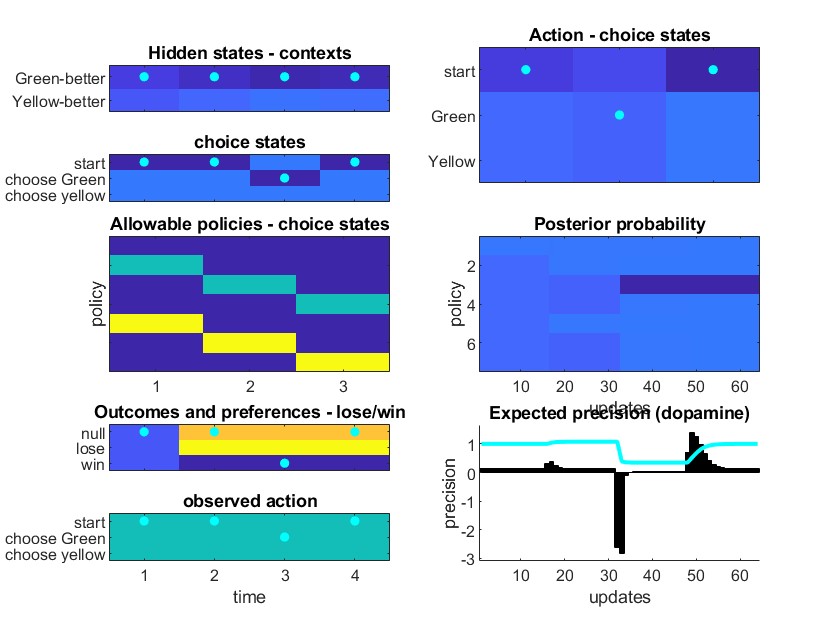 Hidden states - contexts
Green-better
Yellow-better
choice states
start
choose Green
choose yellow
Allowable policies - choice states
policy
1 2 3
Outcomes and preferences - lose/win
null
lose
win
observed action
start
choose Green
choose yellow
1 2 3 4
time
Action - choice states
start
Green
Yellow
Posterior probability
2
4
6
policy
10 20 30 40 50 60
updates
Expected precision (dopamine)
1
0
-1
-2
-3
precision
10 20 30 40 50 60
updates